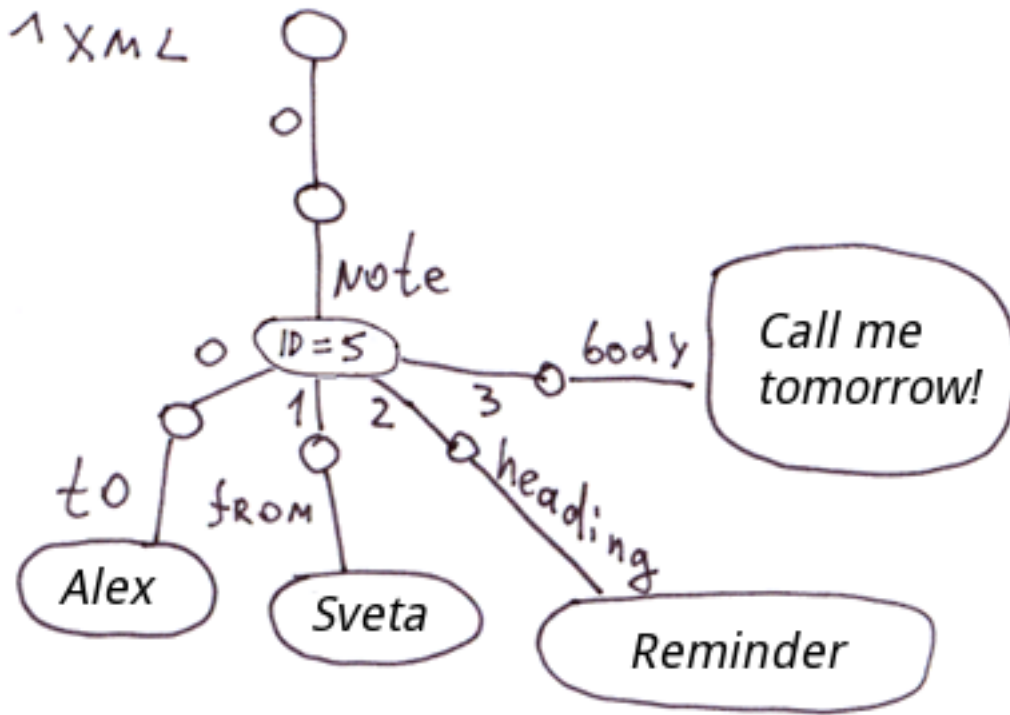 1 XML
0
Note
0
ID = 5
1
2
3
body
Call me
tomorrow!
to
from
heading
Alex
Sveta
Reminder